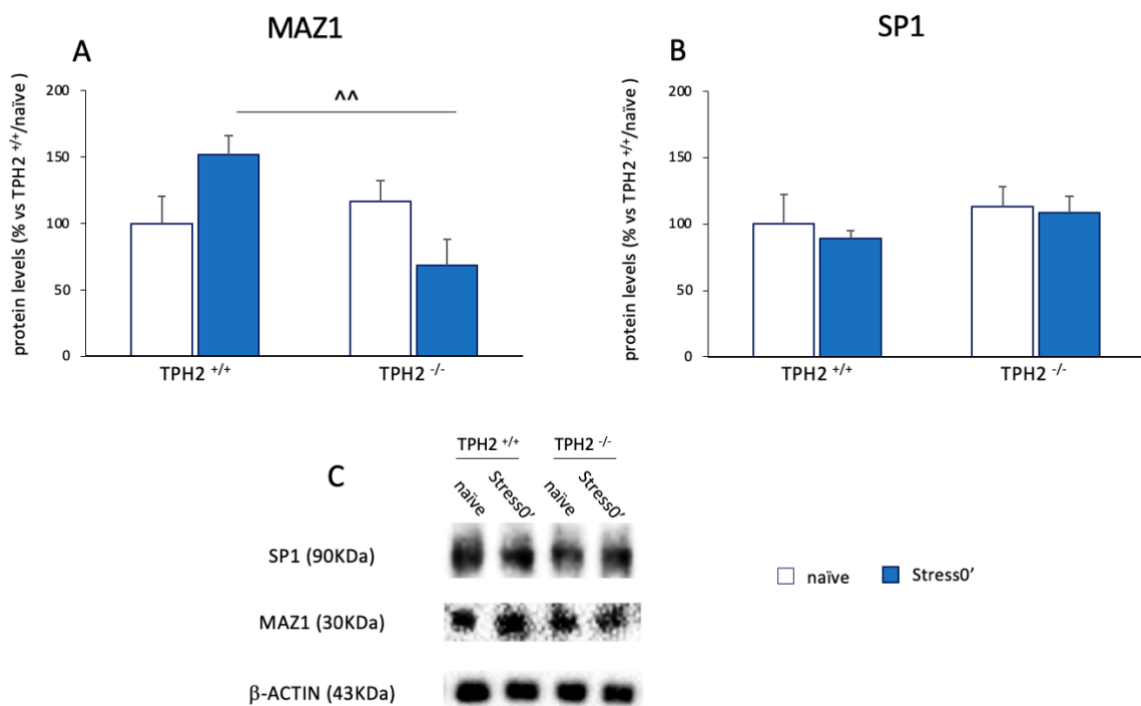 MAZ1
A
protein levels (% vs TPH2 +/+/naïve )
200
150
100
50
0
^^
TPH2 +/+
TPH2 -/-
SP1
B
protein levels (% vs TPH2 +/+/naïve)
200
150
100
50
0
TPH2 +/+
TPH2 -/-
C
TPH2 +/+
TPH2 -/-
naïve
Stress0’
naïve
Stress0’
SP1 (90KDa)
MAZ1 (30KDa)
β-ACTIN (43KDa)
naïve
Stress0’